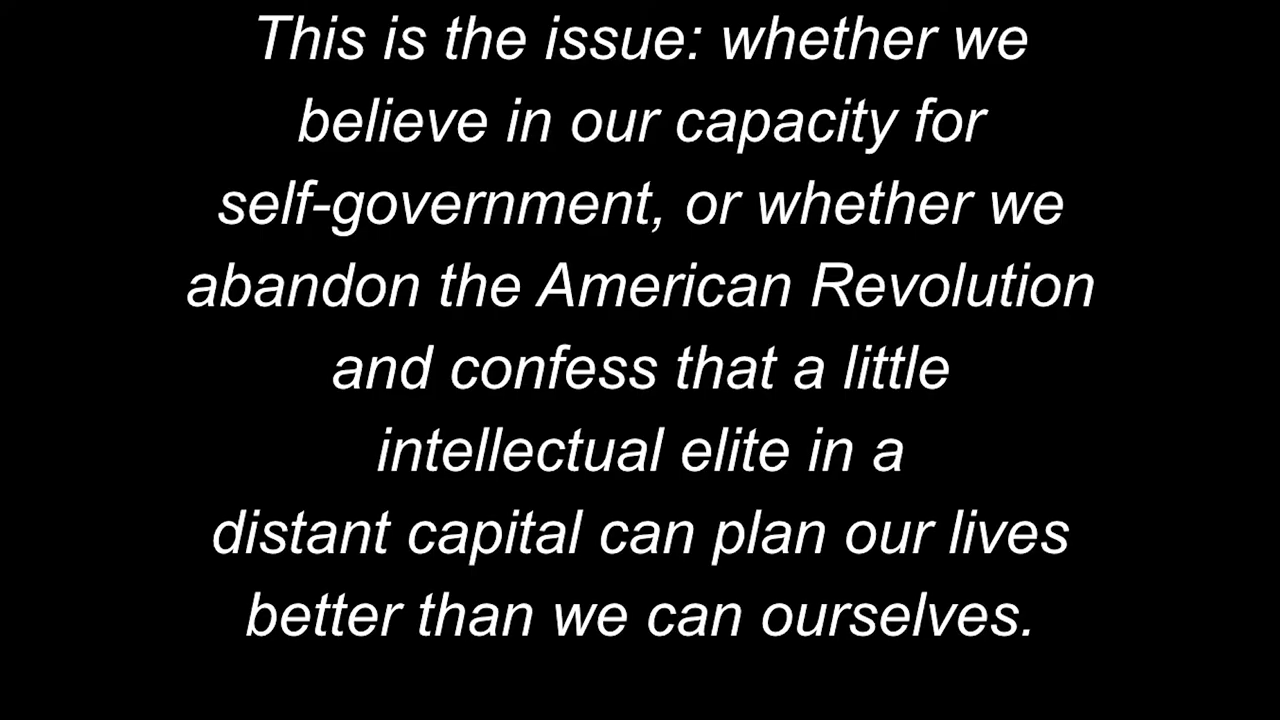 This is the issue: whether we
believe in our capacity for
self-government, or whether we
abandon the American Revolution
and confess that a little
intellectual elite in a
distant capital can plan our lives
better than we can ourselves.